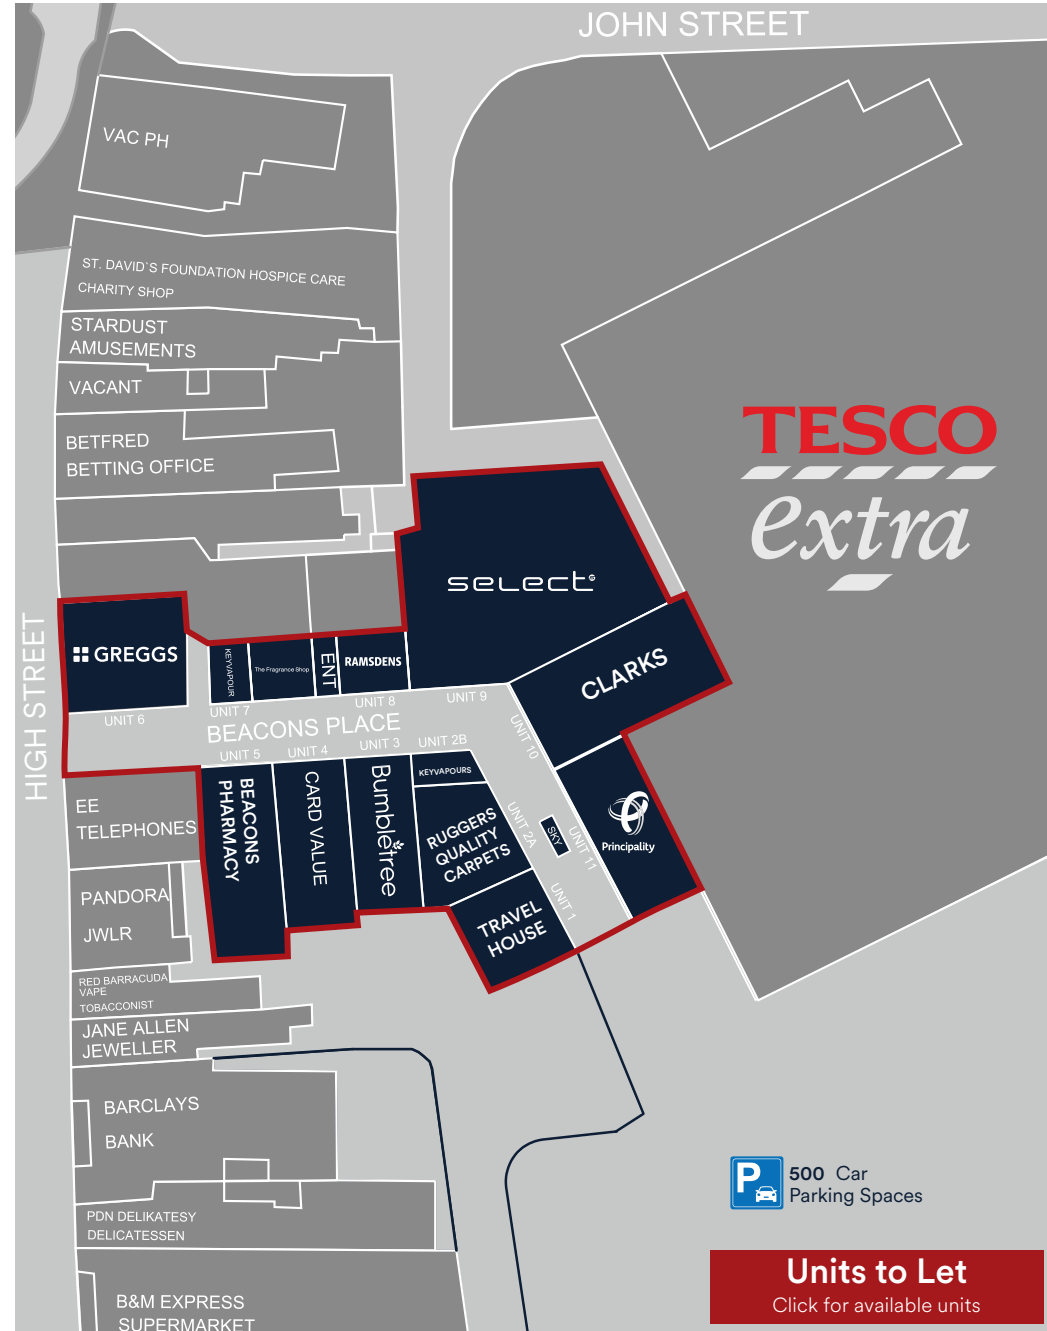 JOHN STREET
VAC PH
ST. DAVID`S FOUNDATION HOSPICE CARE
CHARITY SHOP
STARDUST
AMUSEMENTS
VACANT
BETFRED
BETTING OFFICE
TESCO
extra
select
HIGH STREET
GREGGS
KEYVAPOUR
The Fragrance Shop
ENT
RAMSDENS
CLARKS
UNIT 6
UNIT 7
UNIT 8
UNIT 9
UNIT 10
BEACONS PLACE
UNIT 5
UNIT 4
UNIT 3
UNIT 2B
BEACONS
PHARMACY
CARD VALUE
Bumbletree
KEYVAPOURS
RUGGERS
QUALITY
CARPETS
UNIT 2A
SKY
UNIT 11
Principality
UNIT 1
TRAVEL
HOUSE
EE
TELEPHONES
PANDORA
JWLR
RED BARRACUDA
VAPE
TOBACCONIST
JANE ALLEN
JEWELLER
BARCLAYS
BANK
PDN DELIKATESY
DELICATESSEN
B&M EXPRESS
SUPERMARKET
P
500 Car
Parking Spaces
Units to Let
Click for available units